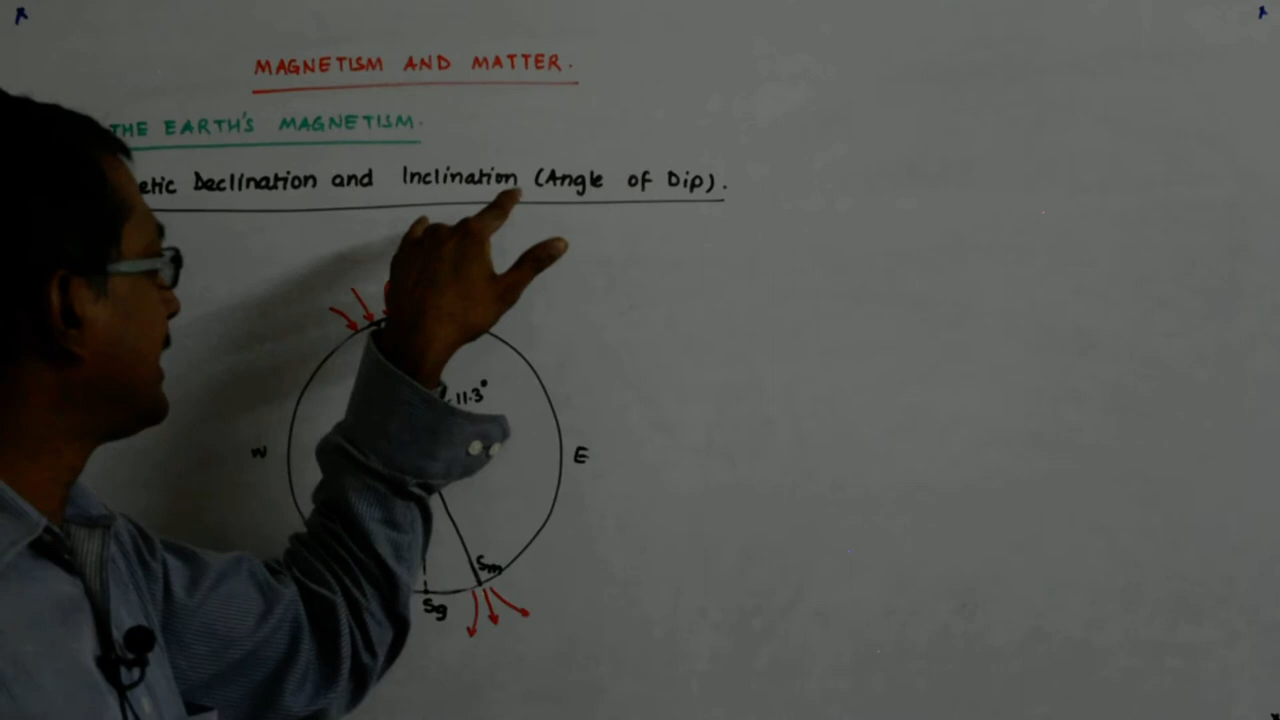 MAGNETISM AND MATTER.
THE EARTH'S MAGNETISM.
etic Declination and Inclination (Angle of Dip).
11.3°
W
E
Sm
Sg